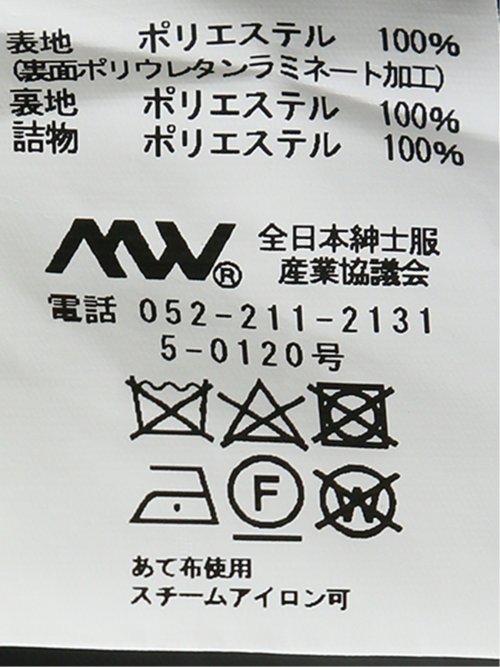 表地 ポリエステル 100%
(裏面ポリウレタンラミネート加工)
裏地 ポリエステル 100%
詰物 ポリエステル 100%
MW® 全日本紳士服
産業協議会
電話 052-211-2131
5-0120号
F W
あて布使用
スチームアイロン可